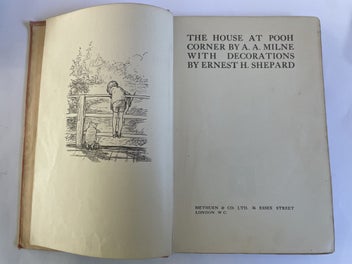 THE HOUSE AT POOH
CORNER BY A. A. MILNE
WITH DECORATIONS
BY ERNEST H. SHEPARD
METHUEN & CO. LTD. 36 ESSEX STREET
LONDON W.C.